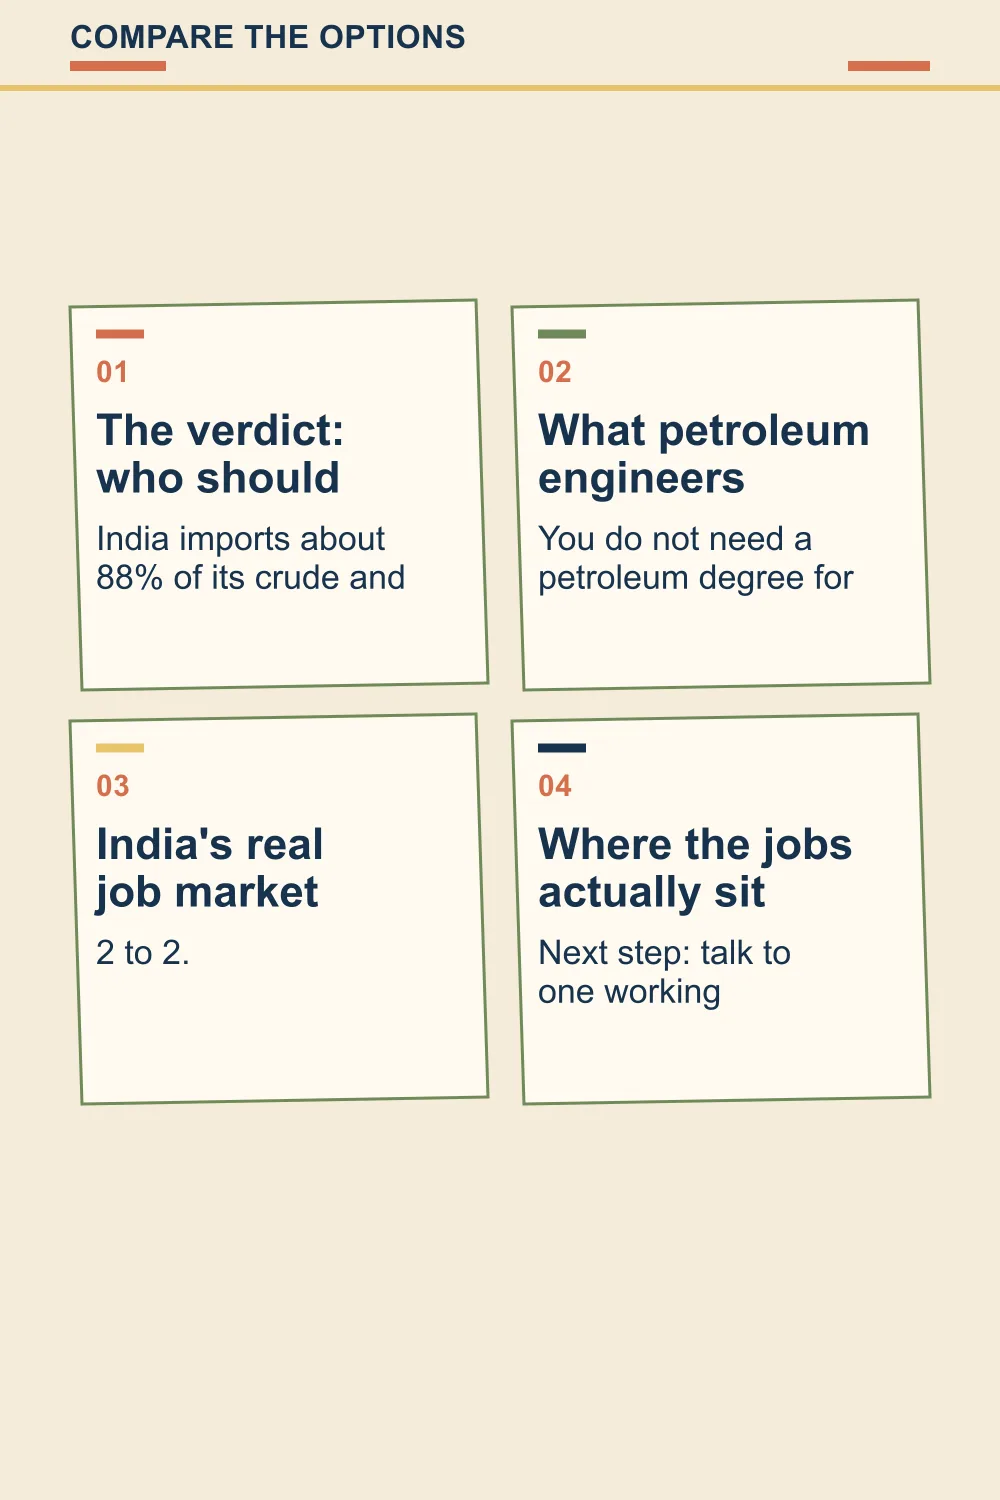 COMPARE THE OPTIONS
01
The verdict:
who should
India imports about
88% of its crude and
02
What petroleum
engineers
You do not need a
petroleum degree for
03
India's real
job market
2 to 2.
04
Where the jobs
actually sit
Next step: talk to
one working